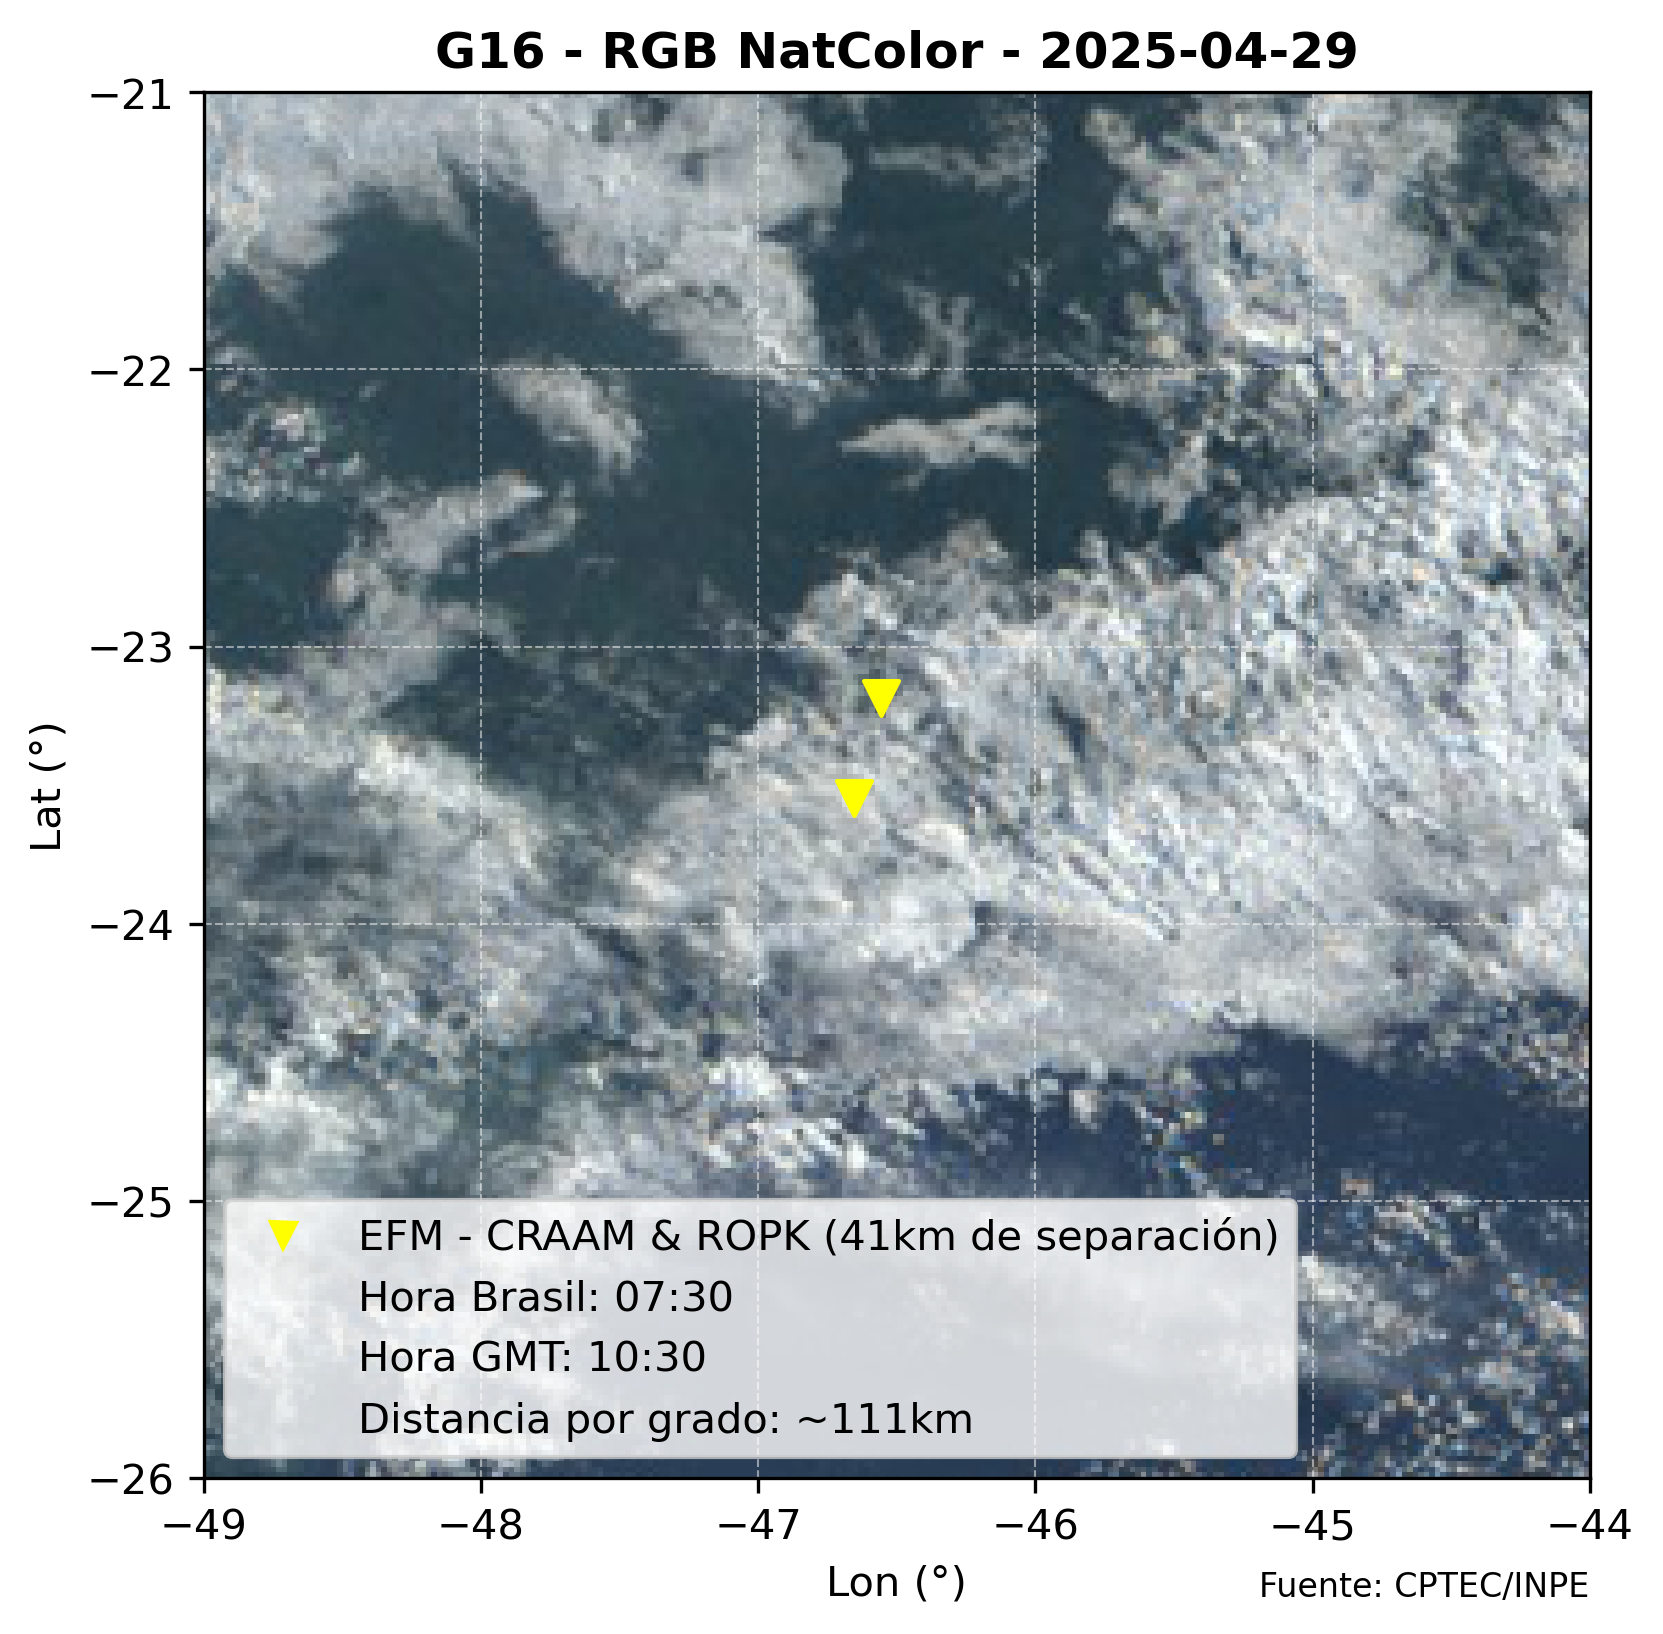 G16 - RGB NatColor - 2025-04-29
−21
−22
−23
−24
−25
−26
Lat (°)
EFM - CRAAM & ROPK (41km de separación)
Hora Brasil: 07:30
Hora GMT: 10:30
Distancia por grado: ~111km
−49 −48 −47 −46 −45 −44
Lon (°)
Fuente: CPTEC/INPE